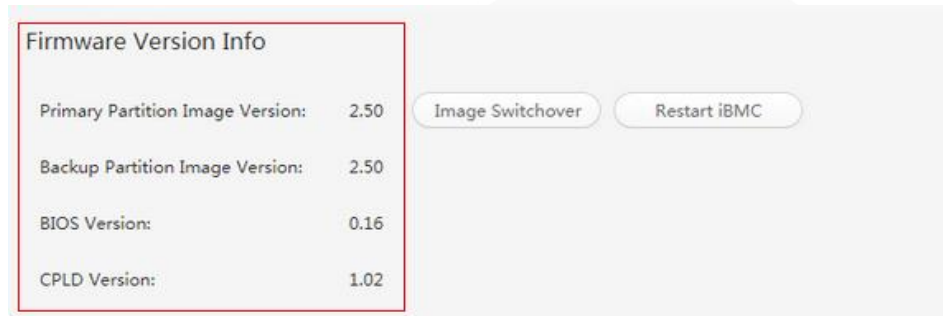 Firmware Version Info
Primary Partition Image Version: 2.50 Image Switchover Restart iBMC
Backup Partition Image Version: 2.50
BIOS Version: 0.16
CPLD Version: 1.02